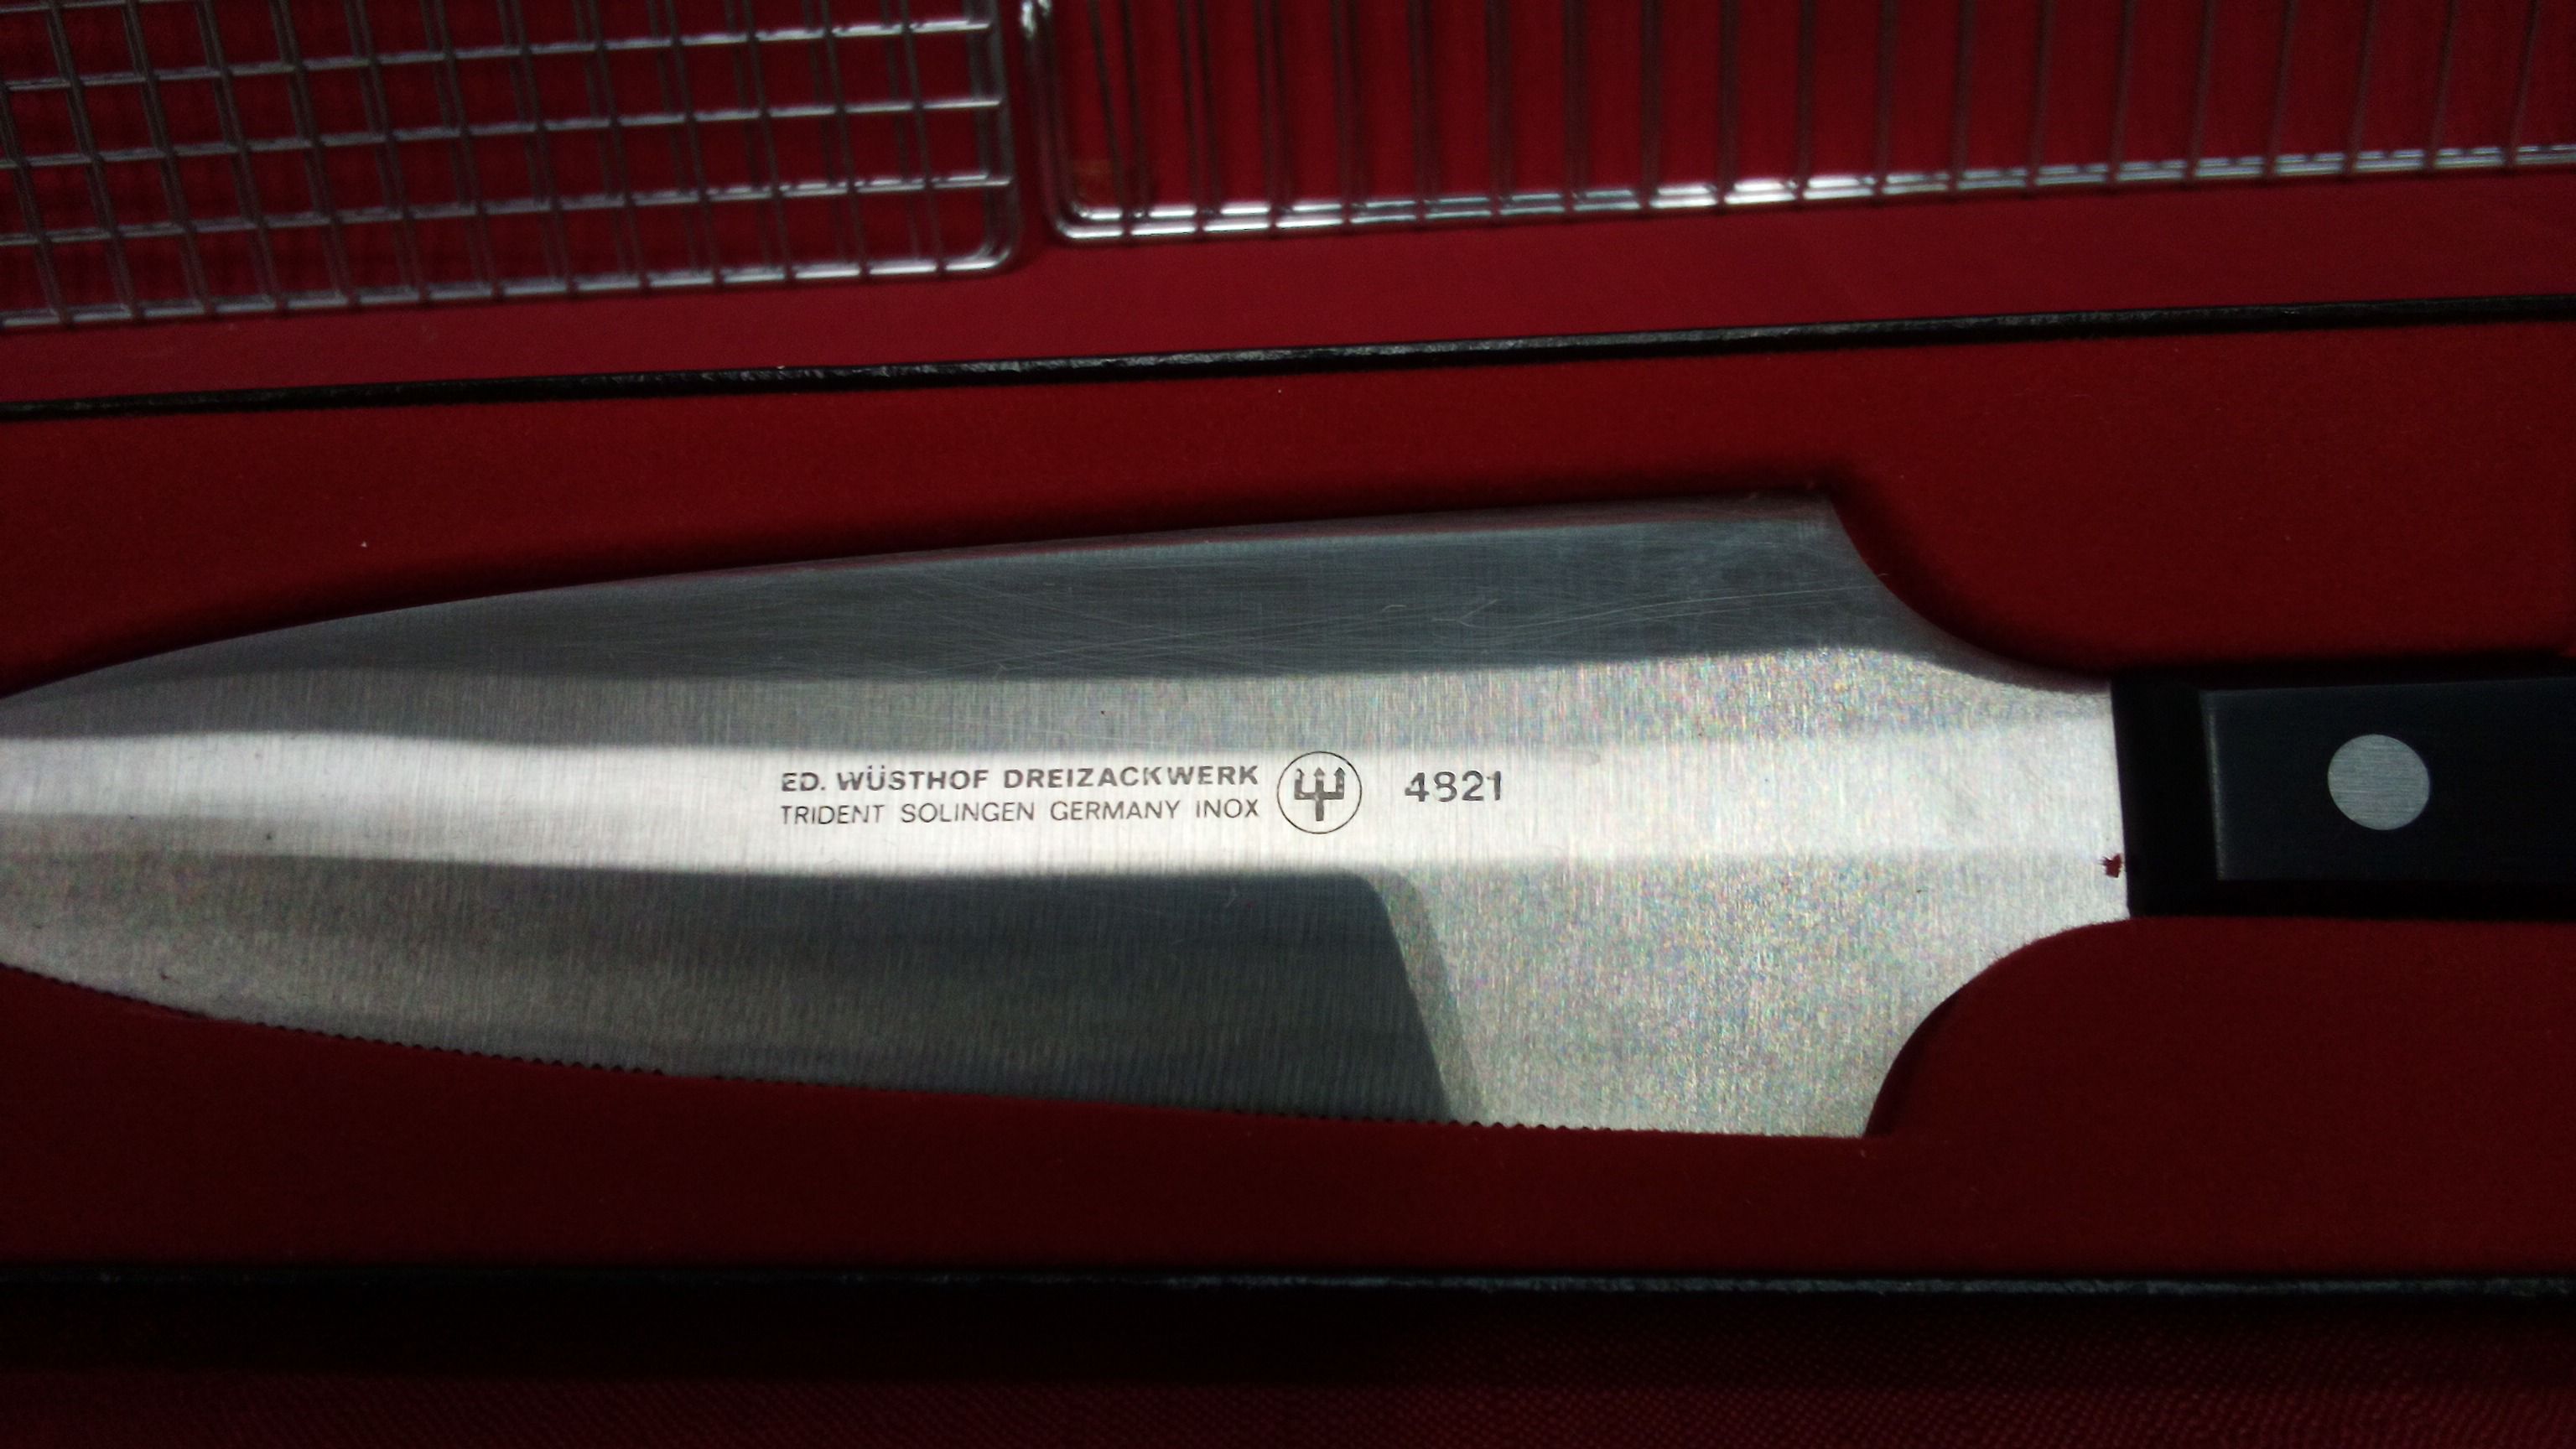 ED. WÜSTHOF DREIZACKWERK
TRIDENT SOLINGEN GERMANY INOX
4821